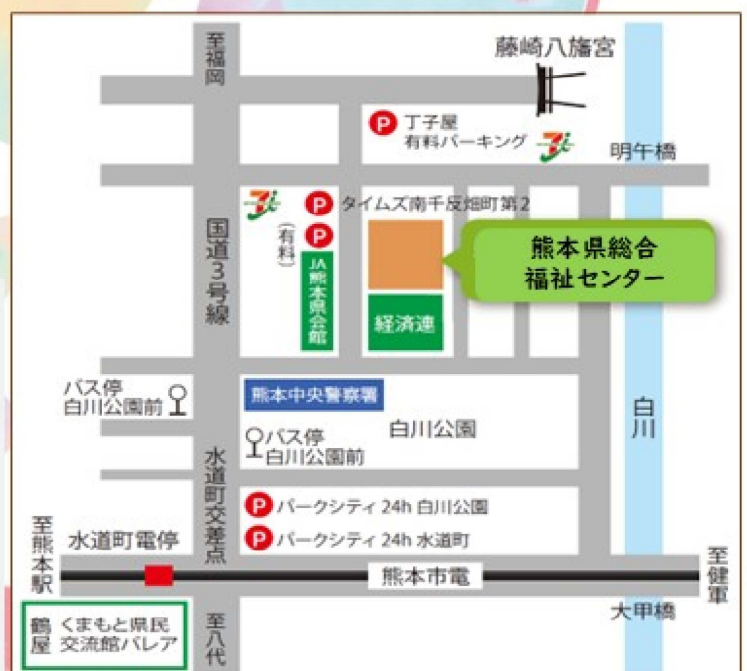 至福岡
藤崎八旛宮
P 丁子屋
有料パーキング
明午橋
国道3号線
P タイムズ南千反畑町第2
P
(有料)
JA熊本県会館
熊本県総合
福祉センター
経済連
バス停
白川公園前
熊本中央警察署
白川公園
バス停
白川公園前
白川
水道町交差点
P パークシティ 24h 白川公園
P パークシティ 24h 水道町
至熊本駅
水道町電停
熊本市電
至健軍
大甲橋
鶴屋
くまもと県民
交流館パレア
至八代